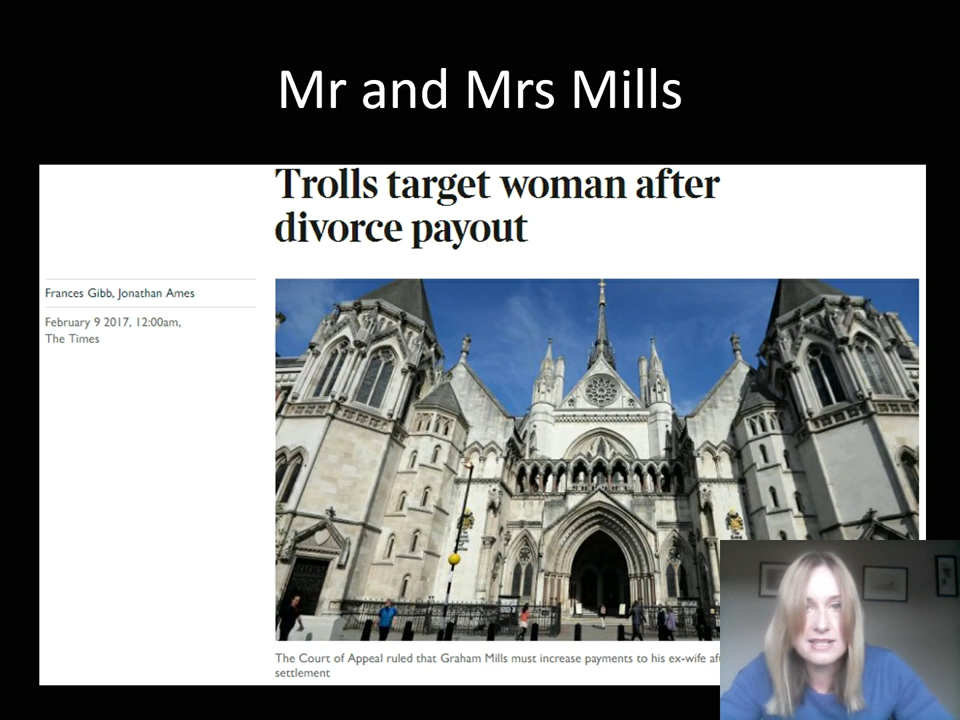 Mr and Mrs Mills
Trolls target woman after
divorce payout
Frances Gibb, Jonathan Ames
February 9 2017, 12:00am,
The Times
The Court of Appeal ruled that Graham Mills must increase payments to his ex-wife
settlement